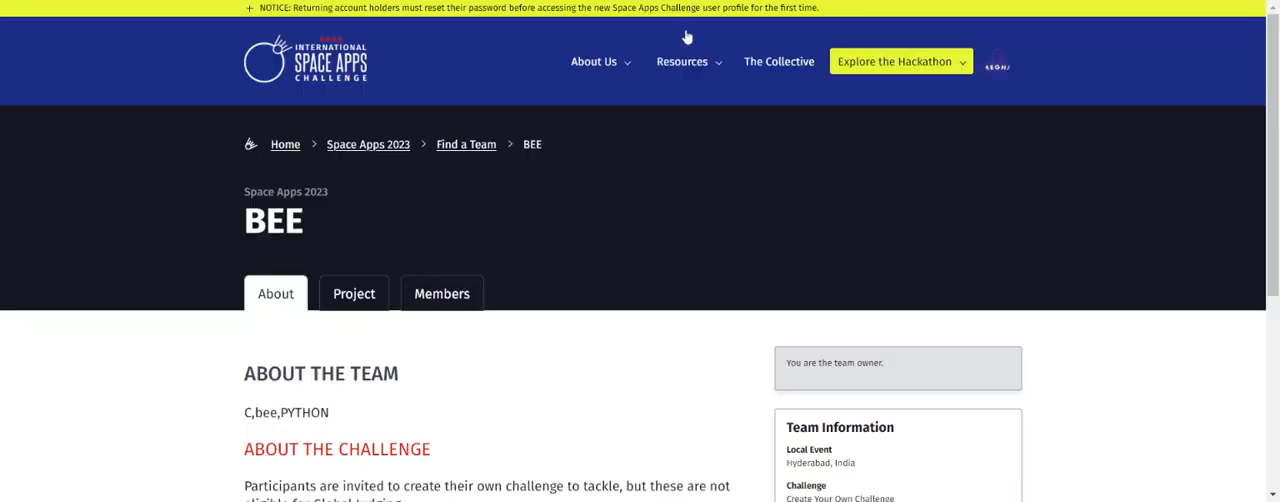 + NOTICE: Returning account holders must reset their password before accessing the new Space Apps Challenge user profile for the first time.
INTERNATIONAL
SPACE APPS
CHALLENGE
About Us
Resources
The Collective
Explore the Hackathon
Home > Space Apps 2023 > Find a Team > BEE
Space Apps 2023
BEE
About
Project
Members
You are the team owner.
ABOUT THE TEAM
C,bee,PYTHON
ABOUT THE CHALLENGE
Participants are invited to create their own challenge to tackle, but these are not
eligible for Global Judging.
Team Information
Local Event
Hyderabad, India
Challenge
Create Your Own Challenge